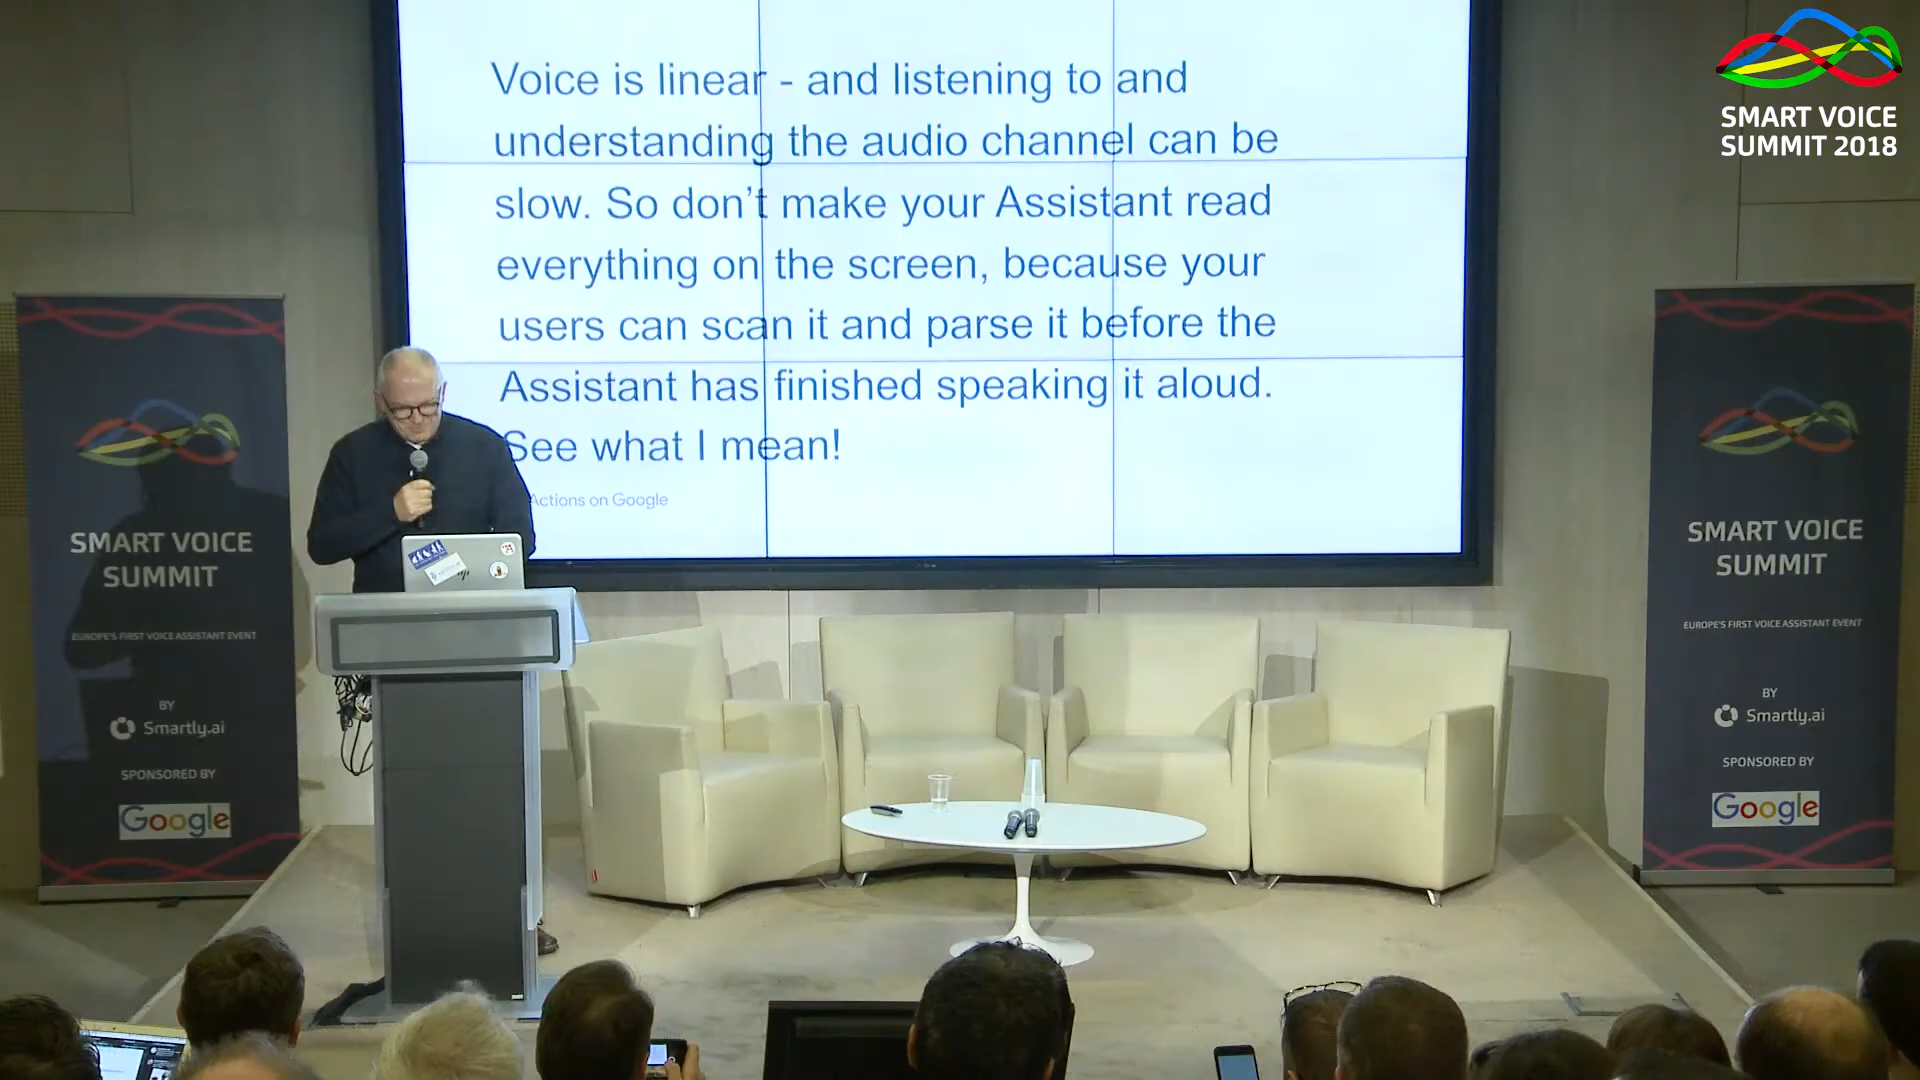 Voice is linear - and listening to and
understanding the audio channel can be
slow. So don't make your Assistant read
everything on the screen, because your
users can scan it and parse it before the
Assistant has finished speaking it aloud.
See what I mean!
Actions on Google
SMART VOICE
SUMMIT 2018
SMART VOICE
SUMMIT
EUROPE'S FIRST VOICE ASSISTANT EVENT
BY
Smartly.ai
SPONSORED BY
Google
SMART VOICE
SUMMIT
EUROPE'S FIRST VOICE ASSISTANT EVENT
BY
Smartly.ai
SPONSORED BY
Google